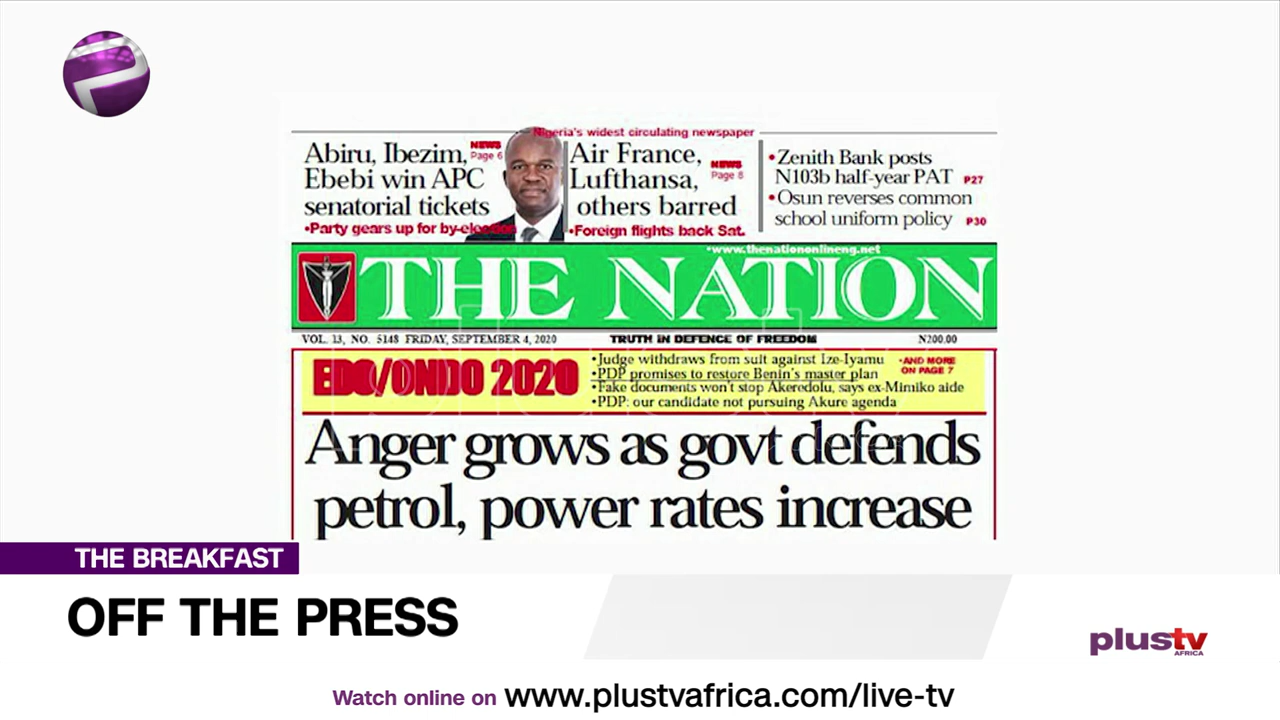 Nigeria's widest circulating newspaper
Abiru, Ibezim,
Ebebi win APC
senatorial tickets
NEWS
Page 6
•Party gears up for by-election
Air France,
Lufthansa,
others barred
NEWS
Page 8
•Foreign flights back Sat.
•Zenith Bank posts
N103b half-year PAT P27
•Osun reverses common
school uniform policy P30
•www.thenationonlineng.net
THE NATION
VOL. 13, NO. 5148 FRIDAY, SEPTEMBER 4, 2020
TRUTH IN DEFENCE OF FREEDOM
N200.00
EDO/ONDO 2020
•Judge withdraws from suit against Ize-Iyamu
•PDP promises to restore Benin's master plan
•Fake documents won't stop Akeredolu, says ex-Mimiko aide
•PDP: our candidate not pursuing Akure agenda
•AND MORE
ON PAGE 7
Anger grows as govt defends
petrol, power rates increase
THE BREAKFAST
OFF THE PRESS
plustv
AFRICA
Watch online on www.plustvafrica.com/live-tv